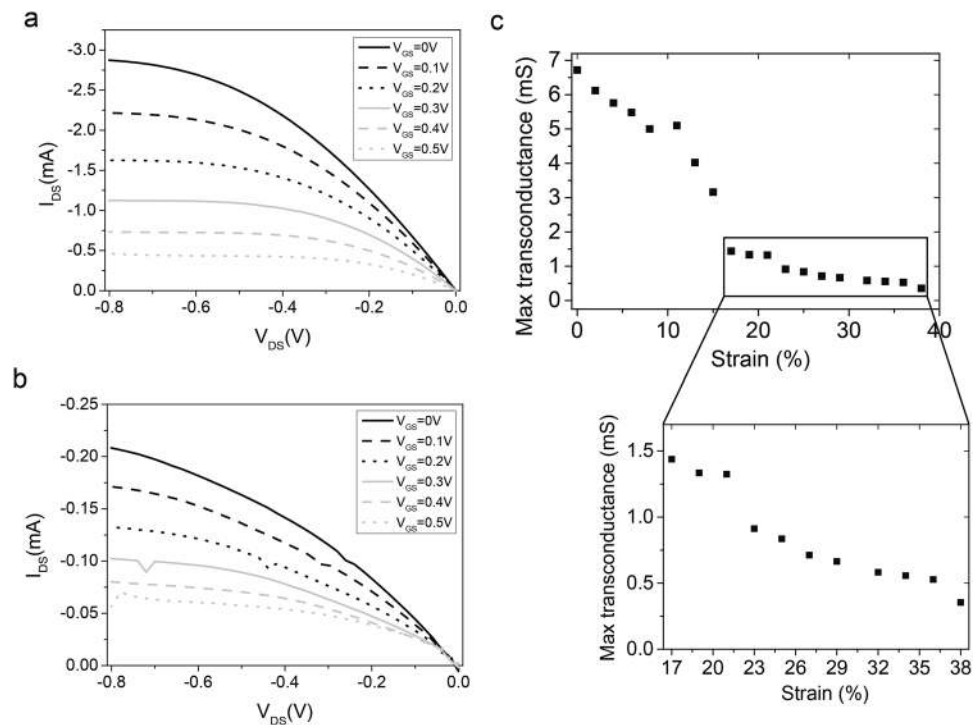 a
I_DS(mA)
-3.0
-2.5
-2.0
-1.5
-1.0
-0.5
0.0
V_GS=0V
V_GS=0.1V
V_GS=0.2V
V_GS=0.3V
V_GS=0.4V
V_GS=0.5V
-0.8 -0.6 -0.4 -0.2 0.0
V_DS(V)
b
I_DS(mA)
-0.25
-0.20
-0.15
-0.10
-0.05
0.00
V_GS=0V
V_GS=0.1V
V_GS=0.2V
V_GS=0.3V
V_GS=0.4V
V_GS=0.5V
-0.8 -0.6 -0.4 -0.2 0.0
V_DS(V)
c
Max transconductance (mS)
7
6
5
4
3
2
1
0
0 10 20 30 40
Strain (%)
Max transconductance (mS)
1.5
1.0
0.5
0.0
17 20 23 26 29 32 35 38
Strain (%)